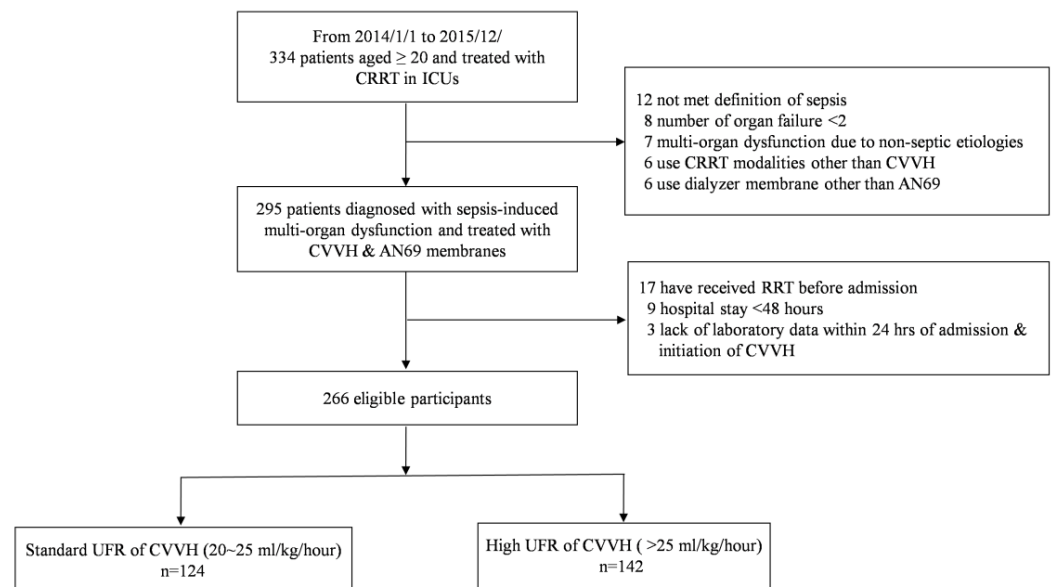 From 2014/1/1 to 2015/12/
334 patients aged ≥ 20 and treated with
CRRT in ICUs
12 not met definition of sepsis
8 number of organ failure <2
7 multi-organ dysfunction due to non-septic etiologies
6 use CRRT modalities other than CVVH
6 use dialyzer membrane other than AN69
295 patients diagnosed with sepsis-induced
multi-organ dysfunction and treated with
CVVH & AN69 membranes
17 have received RRT before admission
9 hospital stay <48 hours
3 lack of laboratory data within 24 hrs of admission &
initiation of CVVH
266 eligible participants
Standard UFR of CVVH (20~25 ml/kg/hour)
n=124
High UFR of CVVH ( >25 ml/kg/hour)
n=142